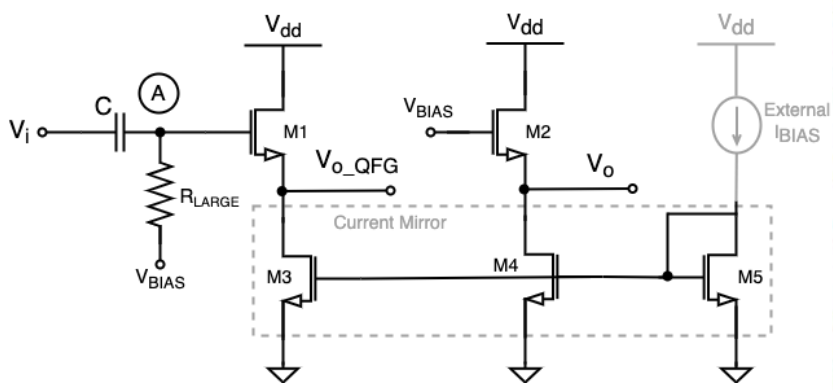 Vdd
Vdd
Vdd
A
C
Vi
M1
VBIAS
M2
External
IBIAS
Vo_QFG
Vo
RLARGE
Current Mirror
VBIAS
M3
M4
M5